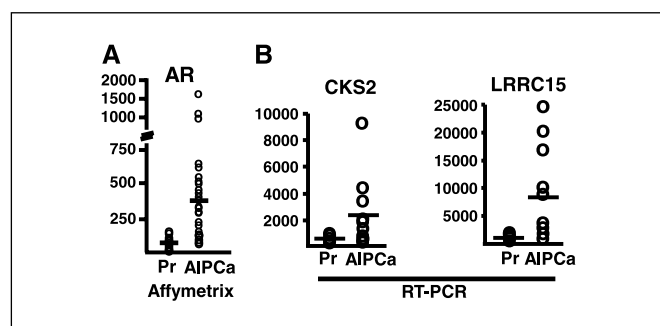 A
B
AR
CKS2
LRRC15
2000
1500
1000
750
500
250
10000
8000
6000
4000
2000
25000
20000
15000
10000
5000
Pr AIPCa
Pr AIPCa
Pr AIPCa
Affymetrix
RT-PCR